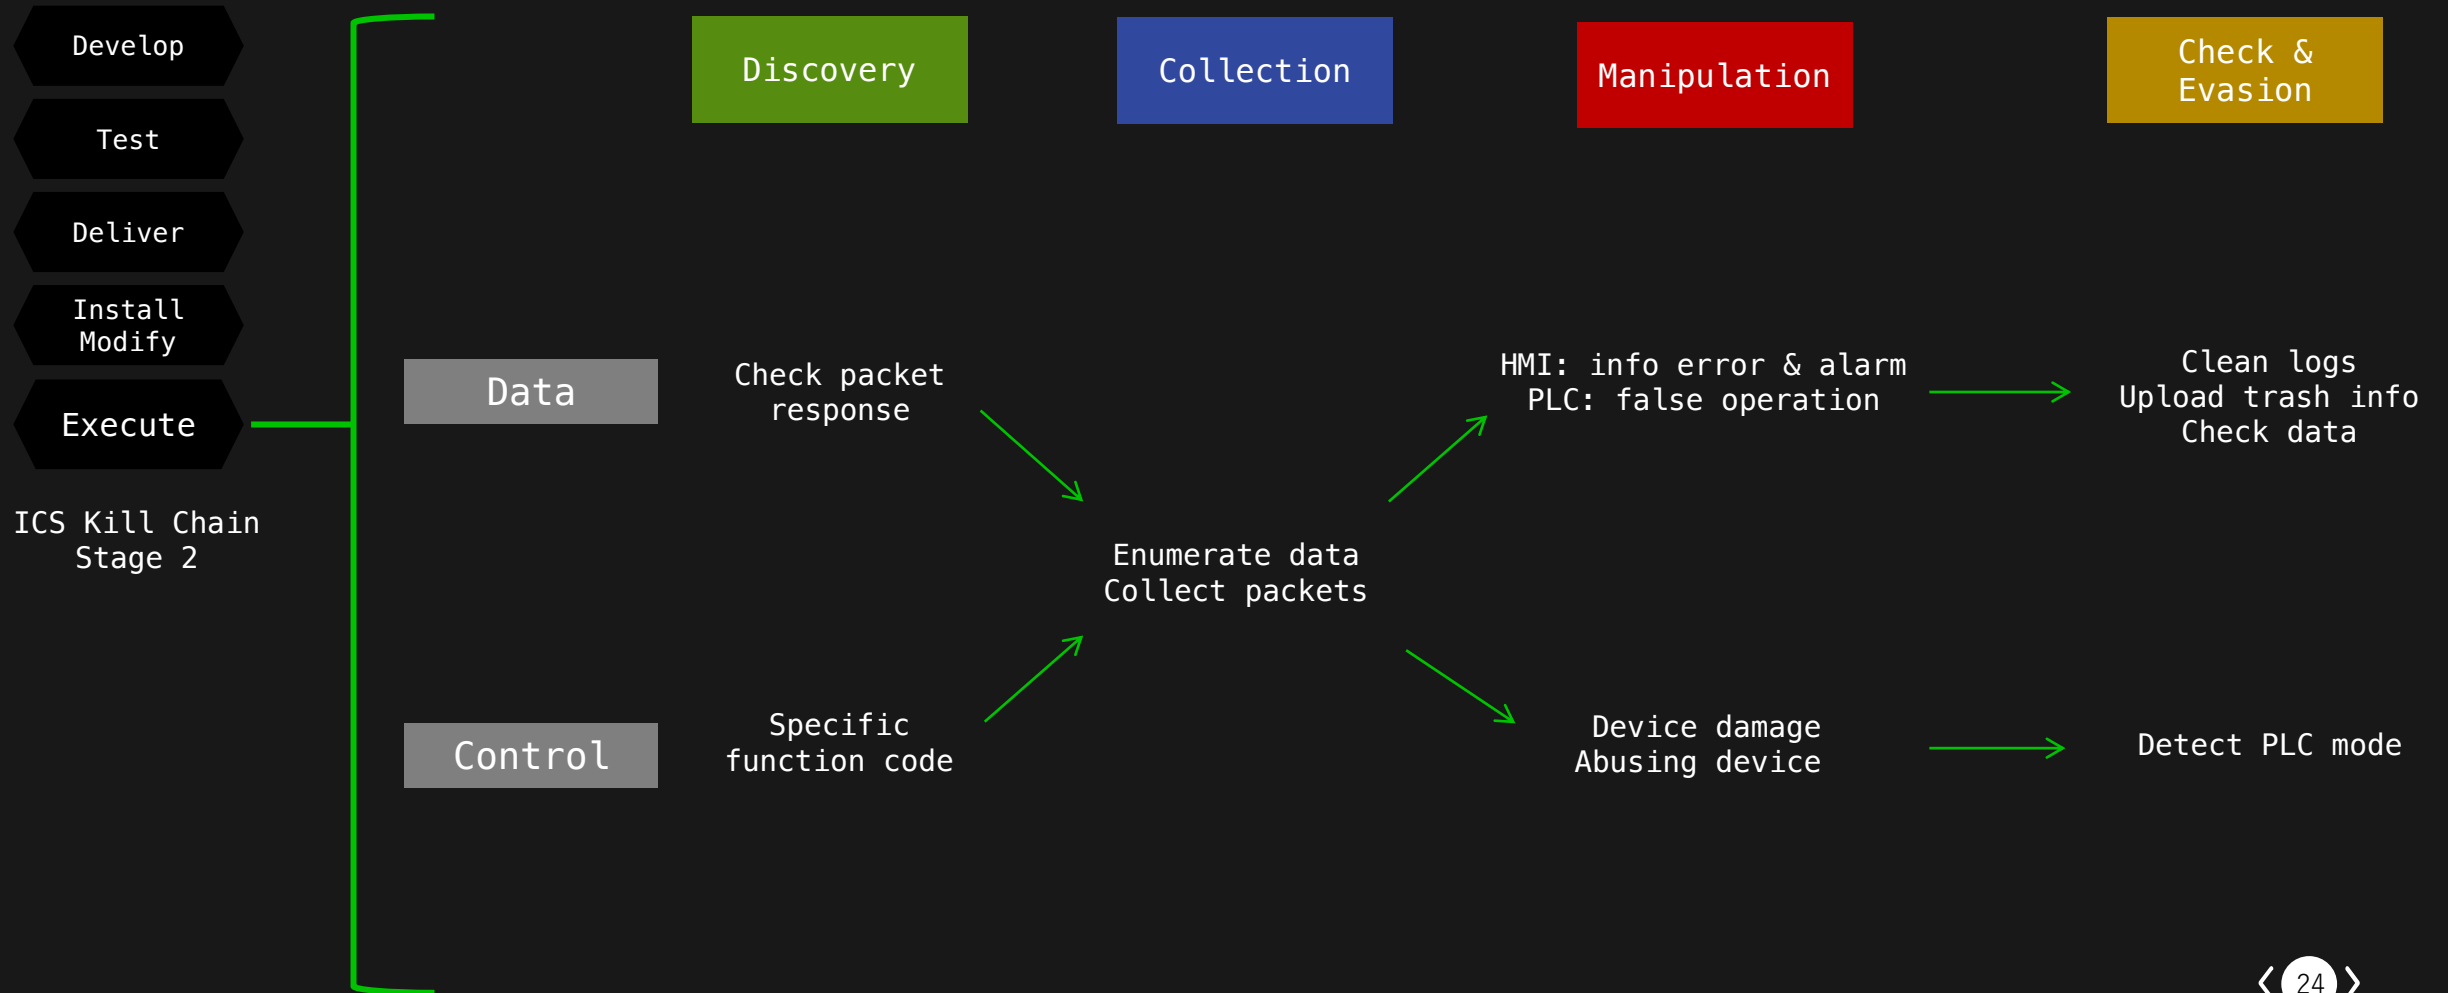 Develop
Test
Deliver
Install
Modify
Execute
ICS Kill Chain
Stage 2
Discovery
Collection
Manipulation
Check &
Evasion
Data
Check packet
response
HMI: info error & alarm
PLC: false operation
Clean logs
Upload trash info
Check data
Enumerate data
Collect packets
Control
Specific
function code
Device damage
Abusing device
Detect PLC mode
24